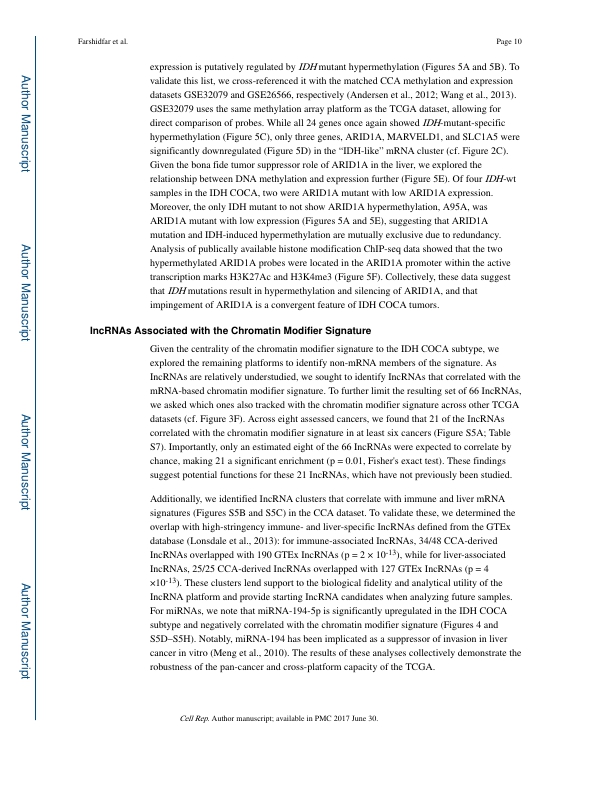 Farshidfar et al.
Page 10
expression is putatively regulated by IDH mutant hypermethylation (Figures 5A and 5B). To
validate this list, we cross-referenced it with the matched CCA methylation and expression
datasets GSE32079 and GSE26566, respectively (Andersen et al., 2012; Wang et al., 2013).
GSE32079 uses the same methylation array platform as the TCGA dataset, allowing for
direct comparison of probes. While all 24 genes once again showed IDH-mutant-specific
hypermethylation (Figure 5C), only three genes, ARID1A, MARVELD1, and SLC1A5 were
significantly downregulated (Figure 5D) in the “IDH-like” mRNA cluster (cf. Figure 2C).
Given the bona fide tumor suppressor role of ARID1A in the liver, we explored the
relationship between DNA methylation and expression further (Figure 5E). Of four IDH-wt
samples in the IDH COCA, two were ARID1A mutant with low ARID1A expression.
Moreover, the only IDH mutant to not show ARID1A hypermethylation, A95A, was
ARID1A mutant with low expression (Figures 5A and 5E), suggesting that ARID1A
mutation and IDH-induced hypermethylation are mutually exclusive due to redundancy.
Analysis of publically available histone modification ChIP-seq data showed that the two
hypermethylated ARID1A probes were located in the ARID1A promoter within the active
transcription marks H3K27Ac and H3K4me3 (Figure 5F). Collectively, these data suggest
that IDH mutations result in hypermethylation and silencing of ARID1A, and that
impingement of ARID1A is a convergent feature of IDH COCA tumors.
lncRNAs Associated with the Chromatin Modifier Signature
Given the centrality of the chromatin modifier signature to the IDH COCA subtype, we
explored the remaining platforms to identify non-mRNA members of the signature. As
lncRNAs are relatively understudied, we sought to identify lncRNAs that correlated with the
mRNA-based chromatin modifier signature. To further limit the resulting set of 66 lncRNAs,
we asked which ones also tracked with the chromatin modifier signature across other TCGA
datasets (cf. Figure 3F). Across eight assessed cancers, we found that 21 of the lncRNAs
correlated with the chromatin modifier signature in at least six cancers (Figure S5A; Table
S7). Importantly, only an estimated eight of the 66 lncRNAs were expected to correlate by
chance, making 21 a significant enrichment (p = 0.01, Fisher's exact test). These findings
suggest potential functions for these 21 lncRNAs, which have not previously been studied.
Additionally, we identified lncRNA clusters that correlate with immune and liver mRNA
signatures (Figures S5B and S5C) in the CCA dataset. To validate these, we determined the
overlap with high-stringency immune- and liver-specific lncRNAs defined from the GTEx
database (Lonsdale et al., 2013): for immune-associated lncRNAs, 34/48 CCA-derived
lncRNAs overlapped with 190 GTEx lncRNAs (p = 2 × 10-13), while for liver-associated
lncRNAs, 25/25 CCA-derived lncRNAs overlapped with 127 GTEx lncRNAs (p = 4
×10-13). These clusters lend support to the biological fidelity and analytical utility of the
lncRNA platform and provide starting lncRNA candidates when analyzing future samples.
For miRNAs, we note that miRNA-194-5p is significantly upregulated in the IDH COCA
subtype and negatively correlated with the chromatin modifier signature (Figures 4 and
S5D–S5H). Notably, miRNA-194 has been implicated as a suppressor of invasion in liver
cancer in vitro (Meng et al., 2010). The results of these analyses collectively demonstrate the
robustness of the pan-cancer and cross-platform capacity of the TCGA.
Cell Rep. Author manuscript; available in PMC 2017 June 30.
Author Manuscript
Author Manuscript
Author Manuscript
Author Manuscript